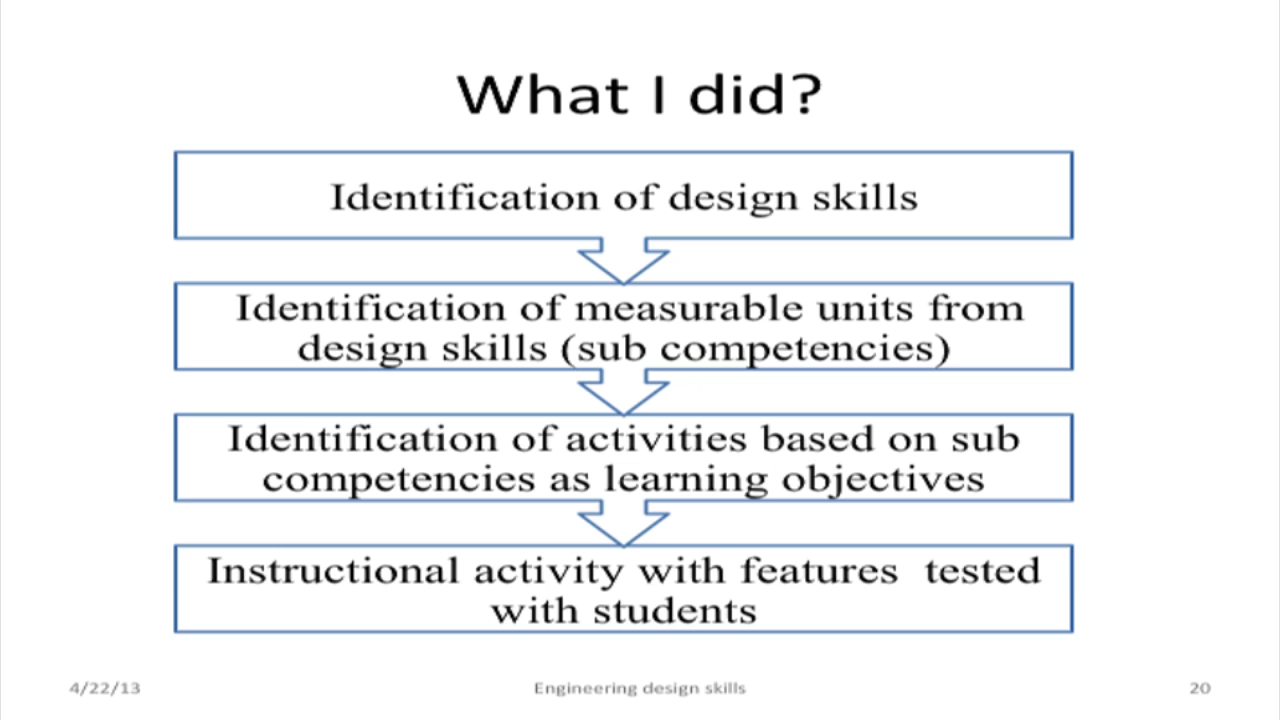 What I did?
Identification of design skills
Identification of measurable units from
design skills (sub competencies)
Identification of activities based on sub
competencies as learning objectives
Instructional activity with features tested
with students
4/22/13
Engineering design skills
20